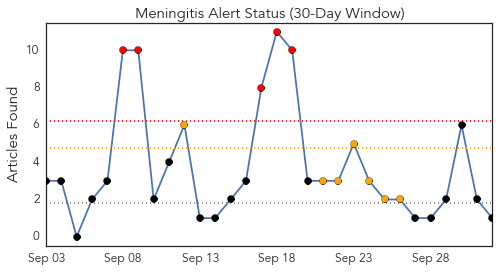 Meningitis Alert Status (30-Day Window)
Articles Found
10
8
6
4
2
0
Sep 03 Sep 08 Sep 13 Sep 18 Sep 23 Sep 28